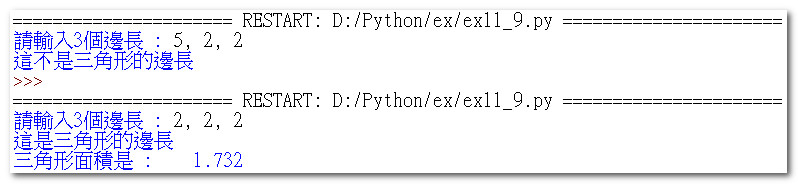 ====================== RESTART: D:/Python/ex/ex11_9.py ======================
請輸入3個邊長 : 5, 2, 2
這不是三角形的邊長
>>>
====================== RESTART: D:/Python/ex/ex11_9.py ======================
請輸入3個邊長 : 2, 2, 2
這是三角形的邊長
三角形面積是 :    1.732